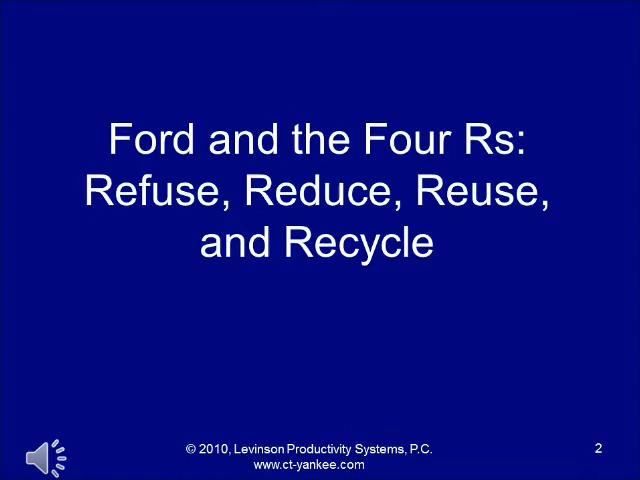 Ford and the Four Rs:
Refuse, Reduce, Reuse,
and Recycle
© 2010, Levinson Productivity Systems, P.C.
www.ct-yankee.com
2